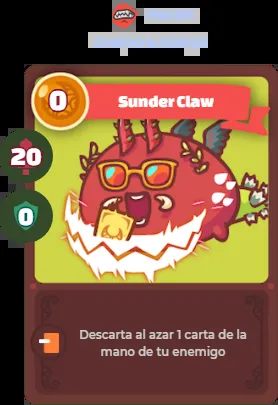 0
Sunder Claw
20
0
Descarta al azar 1 carta de la
mano de tu enemigo